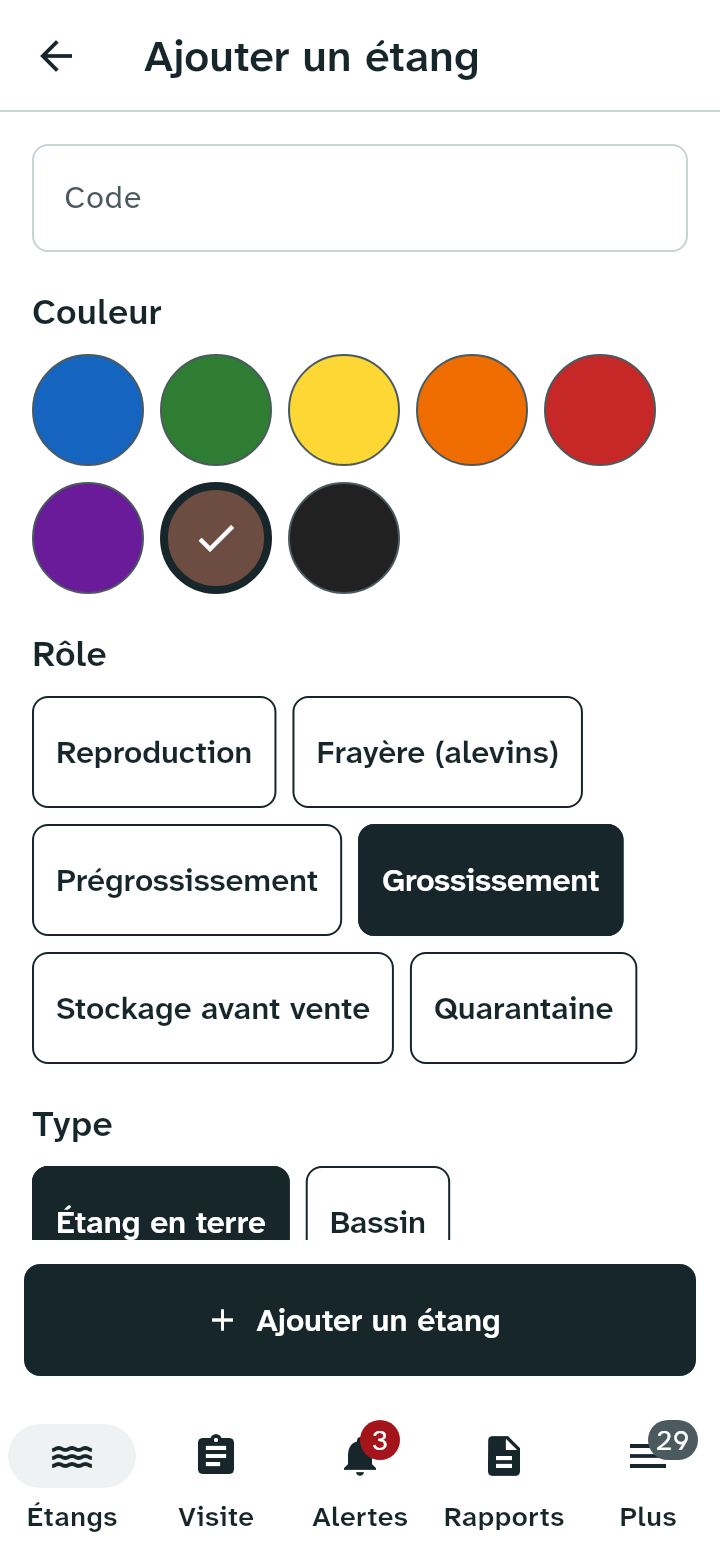 Ajouter un étang
Code
Couleur
Rôle
Reproduction
Frayère (alevins)
Prégrossissement
Grossissement
Stockage avant vente
Quarantaine
Type
Étang en terre
Bassin
Ajouter un étang
3
29
Étangs
Visite
Alertes
Rapports
Plus